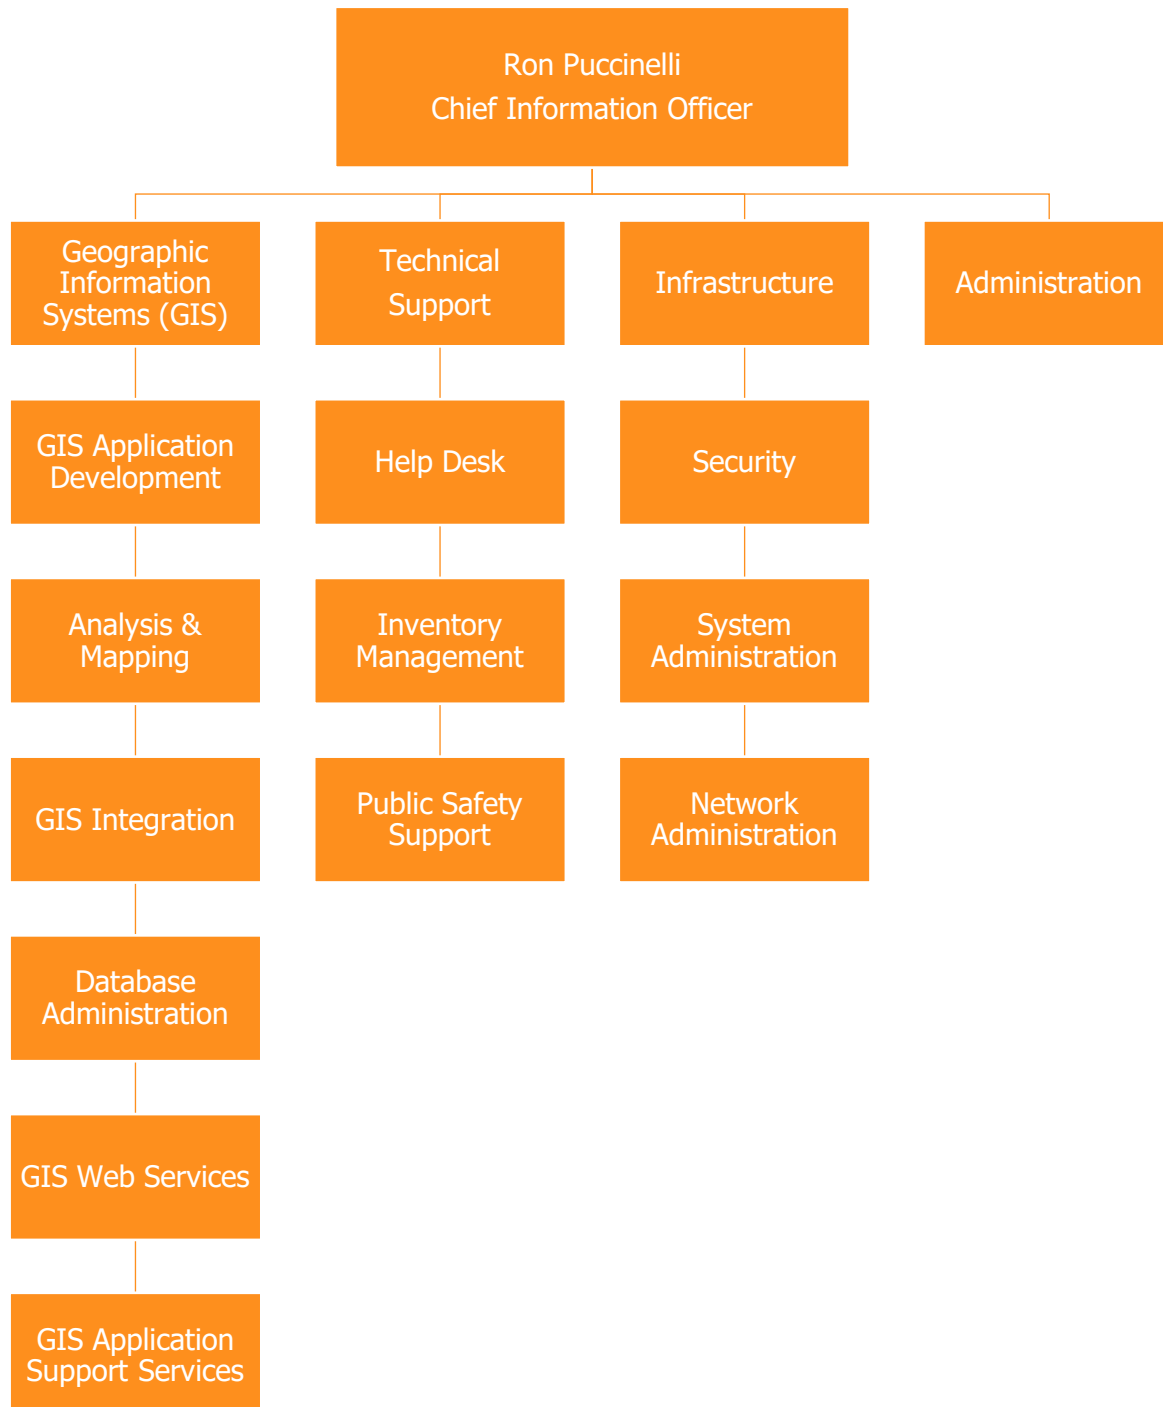 Ron Puccinelli
Chief Information Officer
Geographic
Information
Systems (GIS)
Technical
Support
Infrastructure
Administration
GIS Application
Development
Help Desk
Security
Analysis &
Mapping
Inventory
Management
System
Administration
GIS Integration
Public Safety
Support
Network
Administration
Database
Administration
GIS Web Services
GIS Application
Support Services